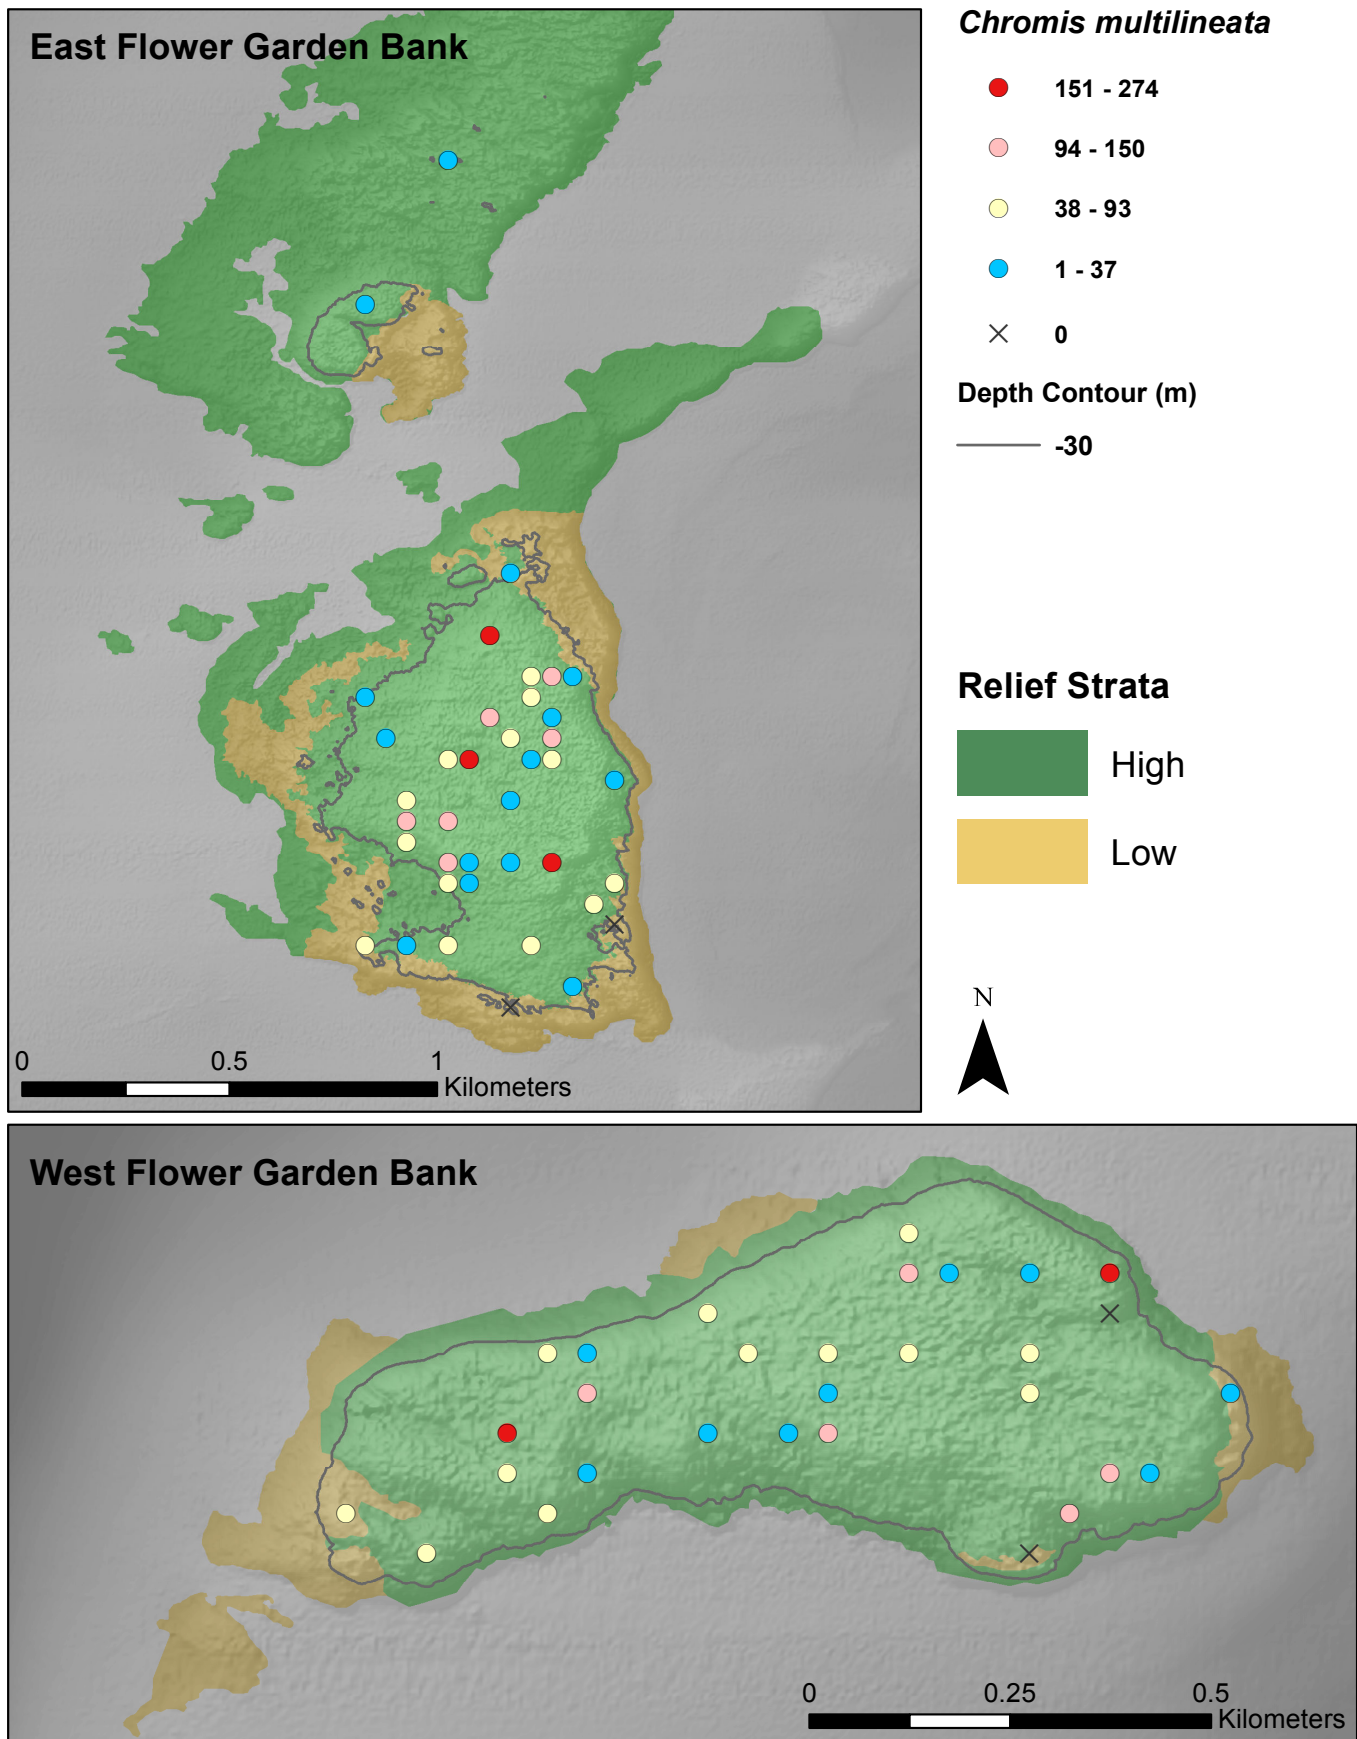 East Flower Garden Bank
Chromis multilineata
151 - 274
94 - 150
38 - 93
1 - 37
0
Depth Contour (m)
-30
Relief Strata
High
Low
N
0 0.5 1
Kilometers
West Flower Garden Bank
0 0.25 0.5
Kilometers